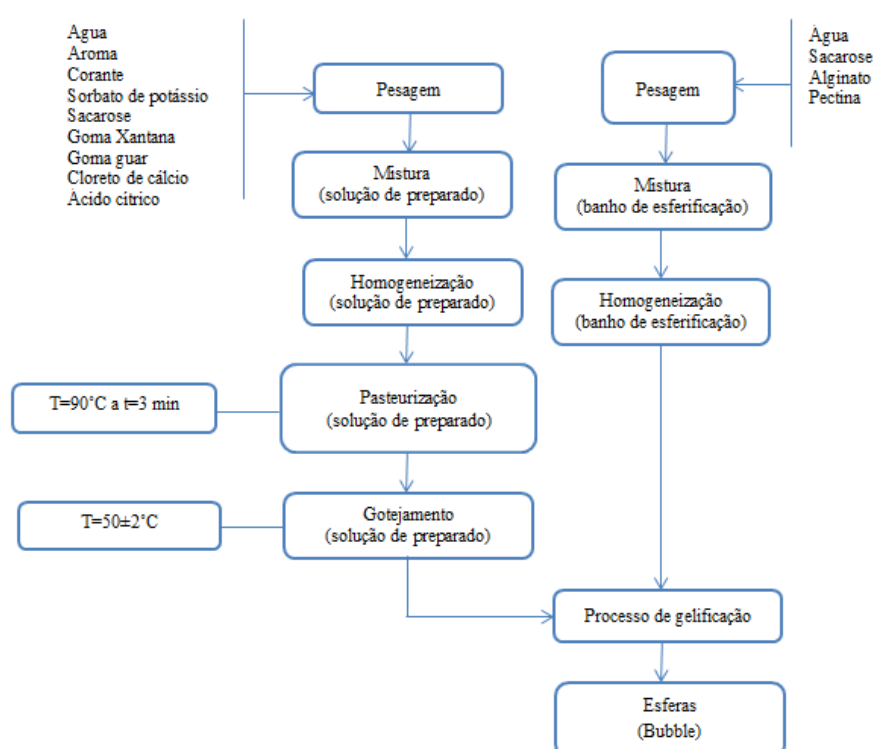 Água
Aroma
Corante
Sorbato de potássio
Sacarose
Goma Xantana
Goma guar
Cloreto de cálcio
Ácido cítrico
Pesagem
Mistura
(solução de preparado)
Homogeneização
(solução de preparado)
T=90˚C a t=3 min
Pasteurização
(solução de preparado)
T=50±2˚C
Gotejamento
(solução de preparado)
Água
Sacarose
Alginato
Pectina
Pesagem
Mistura
(banho de esferificação)
Homogeneização
(banho de esferificação)
Processo de gelificação
Esferas
(Bubble)